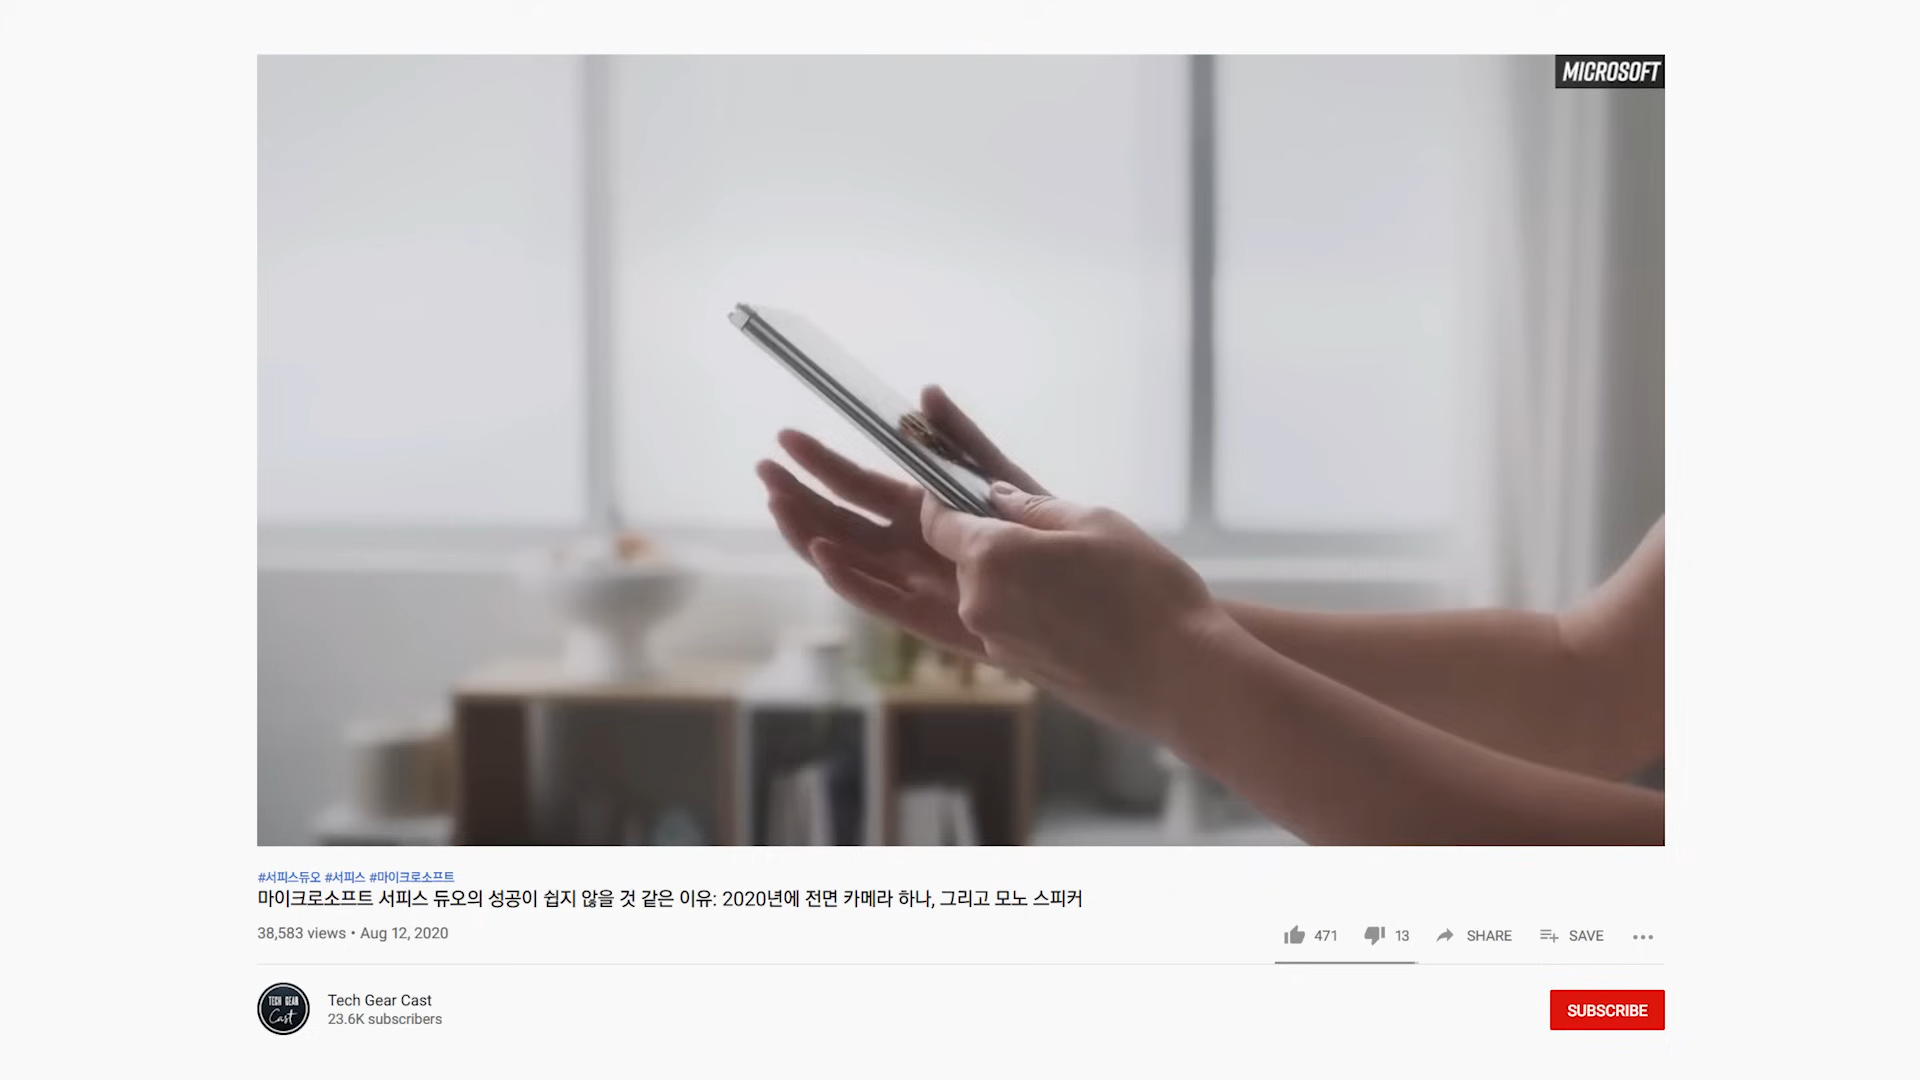 MICROSOFT
#서피스듀오 #서피스 #마이크로소프트
마이크로소프트 서피스 듀오의 성공이 쉽지 않을 것 같은 이유: 2020년에 전면 카메라 하나, 그리고 모노 스피커
38,583 views • Aug 12, 2020
471
13
SHARE
SAVE
TECH GEAR
Cast
Tech Gear Cast
23.6K subscribers
SUBSCRIBE